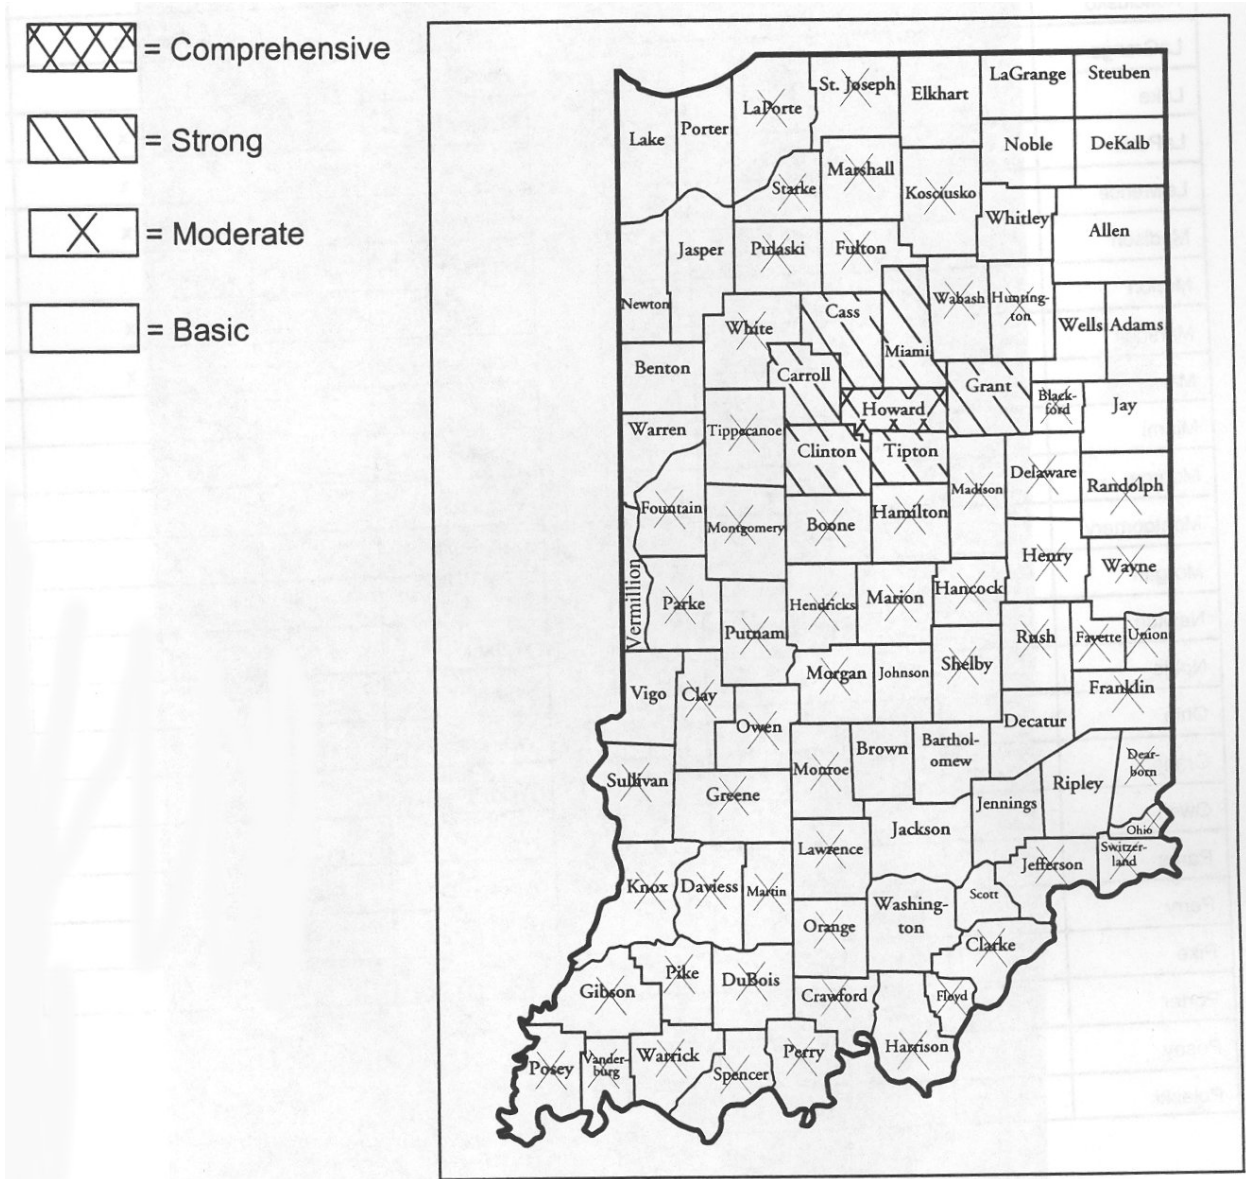 = Comprehensive
= Strong
= Moderate
= Basic
St. Joseph
LaGrange
Steuben
LaPorte
Elkhart
Lake
Porter
Noble
DeKalb
Starke
Marshall
Kosciusko
Whitley
Allen
Jasper
Pulaski
Fulton
Newton
White
Cass
Miami
Wabash
Hunting-
ton
Wells
Adams
Benton
Carroll
Grant
Black-
ford
Jay
Howard
Warren
Tippecanoe
Clinton
Tipton
Madison
Delaware
Randolph
Fountain
Montgomery
Boone
Hamilton
Henry
Wayne
Vermillion
Parke
Putnam
Hendricks
Marion
Hancock
Rush
Fayette
Union
Vigo
Clay
Morgan
Johnson
Shelby
Franklin
Owen
Decatur
Sullivan
Greene
Monroe
Brown
Barthol-
omew
Jennings
Ripley
Dear-
born
Ohio
Jackson
Lawrence
Jefferson
Switzer-
land
Knox
Daviess
Martin
Scott
Orange
Washing-
ton
Clarke
Gibson
Pike
DuBois
Crawford
Floyd
Harrison
Posey
Vander-
burg
Warrick
Spencer
Perry